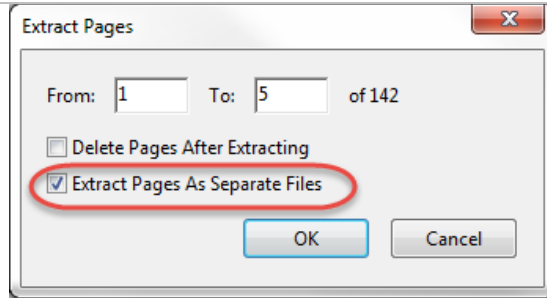 Extract Pages
From: 1 To: 5 of 142
Delete Pages After Extracting
Extract Pages As Separate Files
OK Cancel